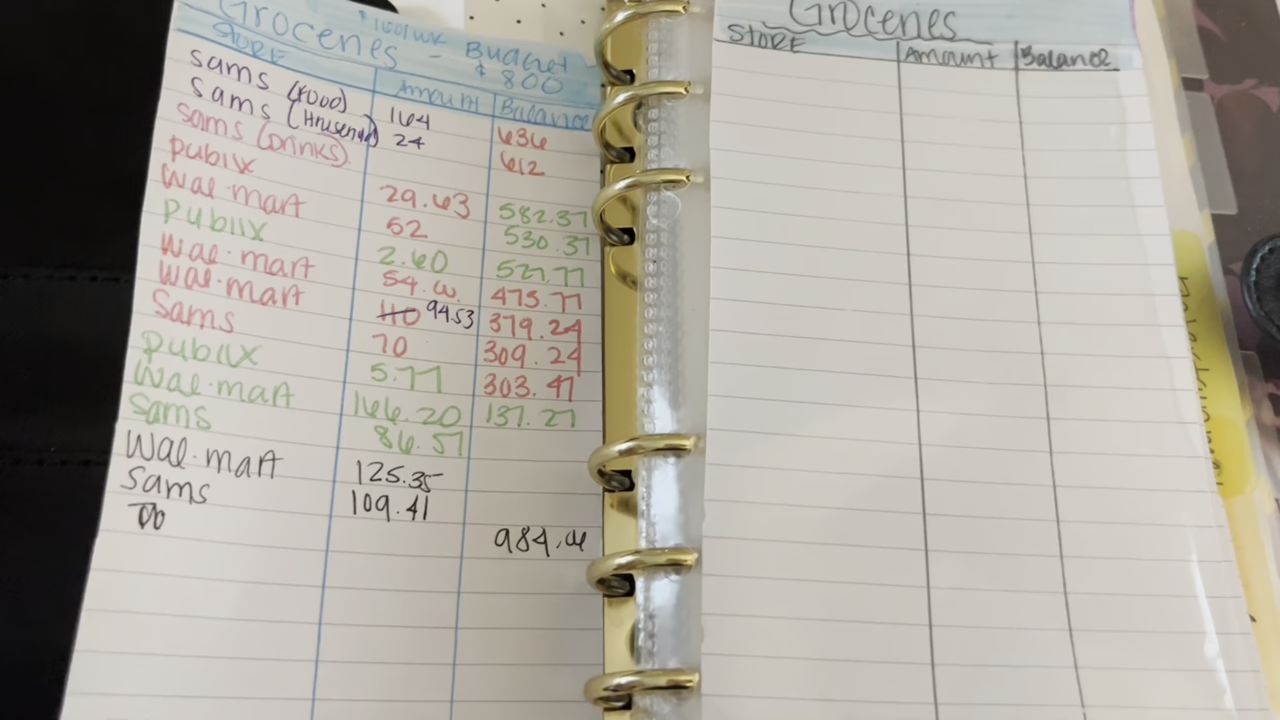 Groceries - Budget
$800
STORE Amount Balance
sams (food) 164 636
sams (Household) 24 612
sams (Drinks)
publix 29.63 582.37
Wal-mart 52 530.37
Publix 2.60 527.77
Wal-mart 54. 473.77
Wal-mart 110 94.53 379.24
Sams 70 309.24
Publix 5.77 303.47
Wal-mart 166.20 137.27
Sams 86.57
Wal-mart 125.35
Sams 109.41
984.
Groceries
STORE Amount Balance